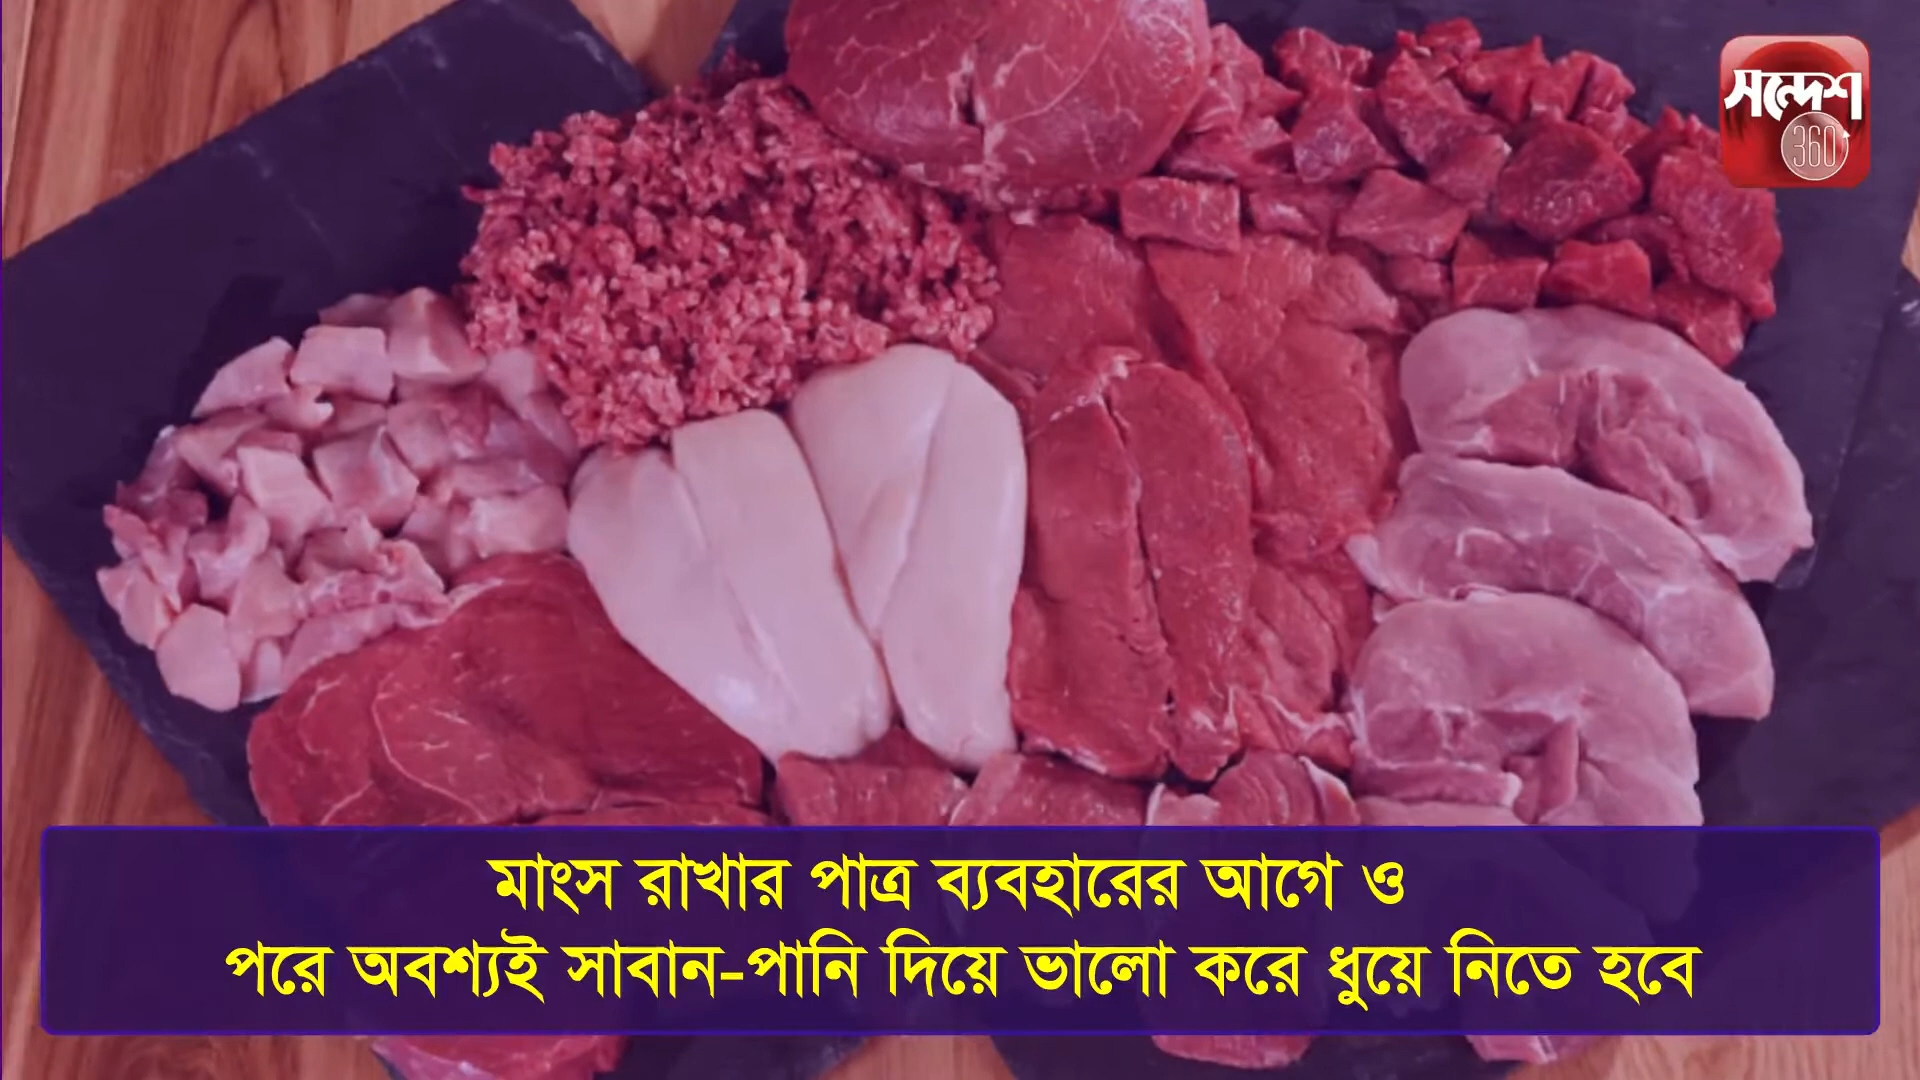 সন্দেশ
360
মাংস রাখার পাত্র ব্যবহারের আগে ও
পরে অবশ্যই সাবান-পানি দিয়ে ভালো করে ধুয়ে নিতে হবে